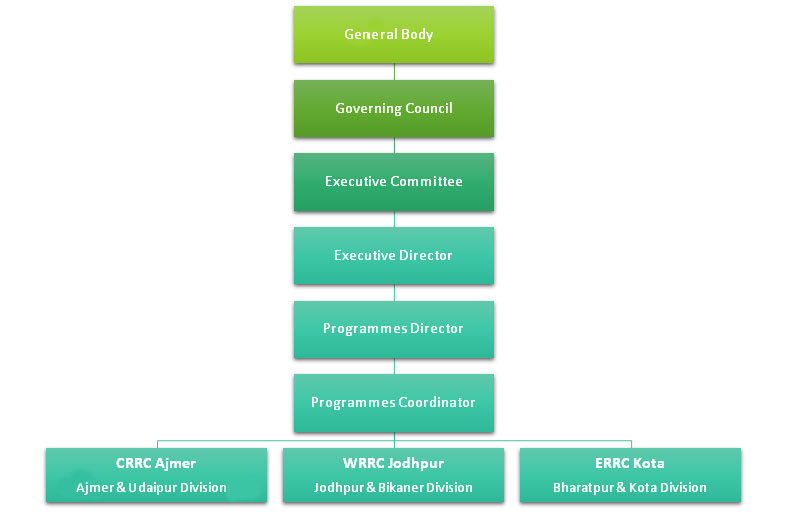 General Body
Governing Council
Executive Committee
Executive Director
Programmes Director
Programmes Coordinator
CRRC Ajmer
Ajmer & Udaipur Division
WRRC Jodhpur
Jodhpur & Bikaner Division
ERRC Kota
Bharatpur & Kota Division